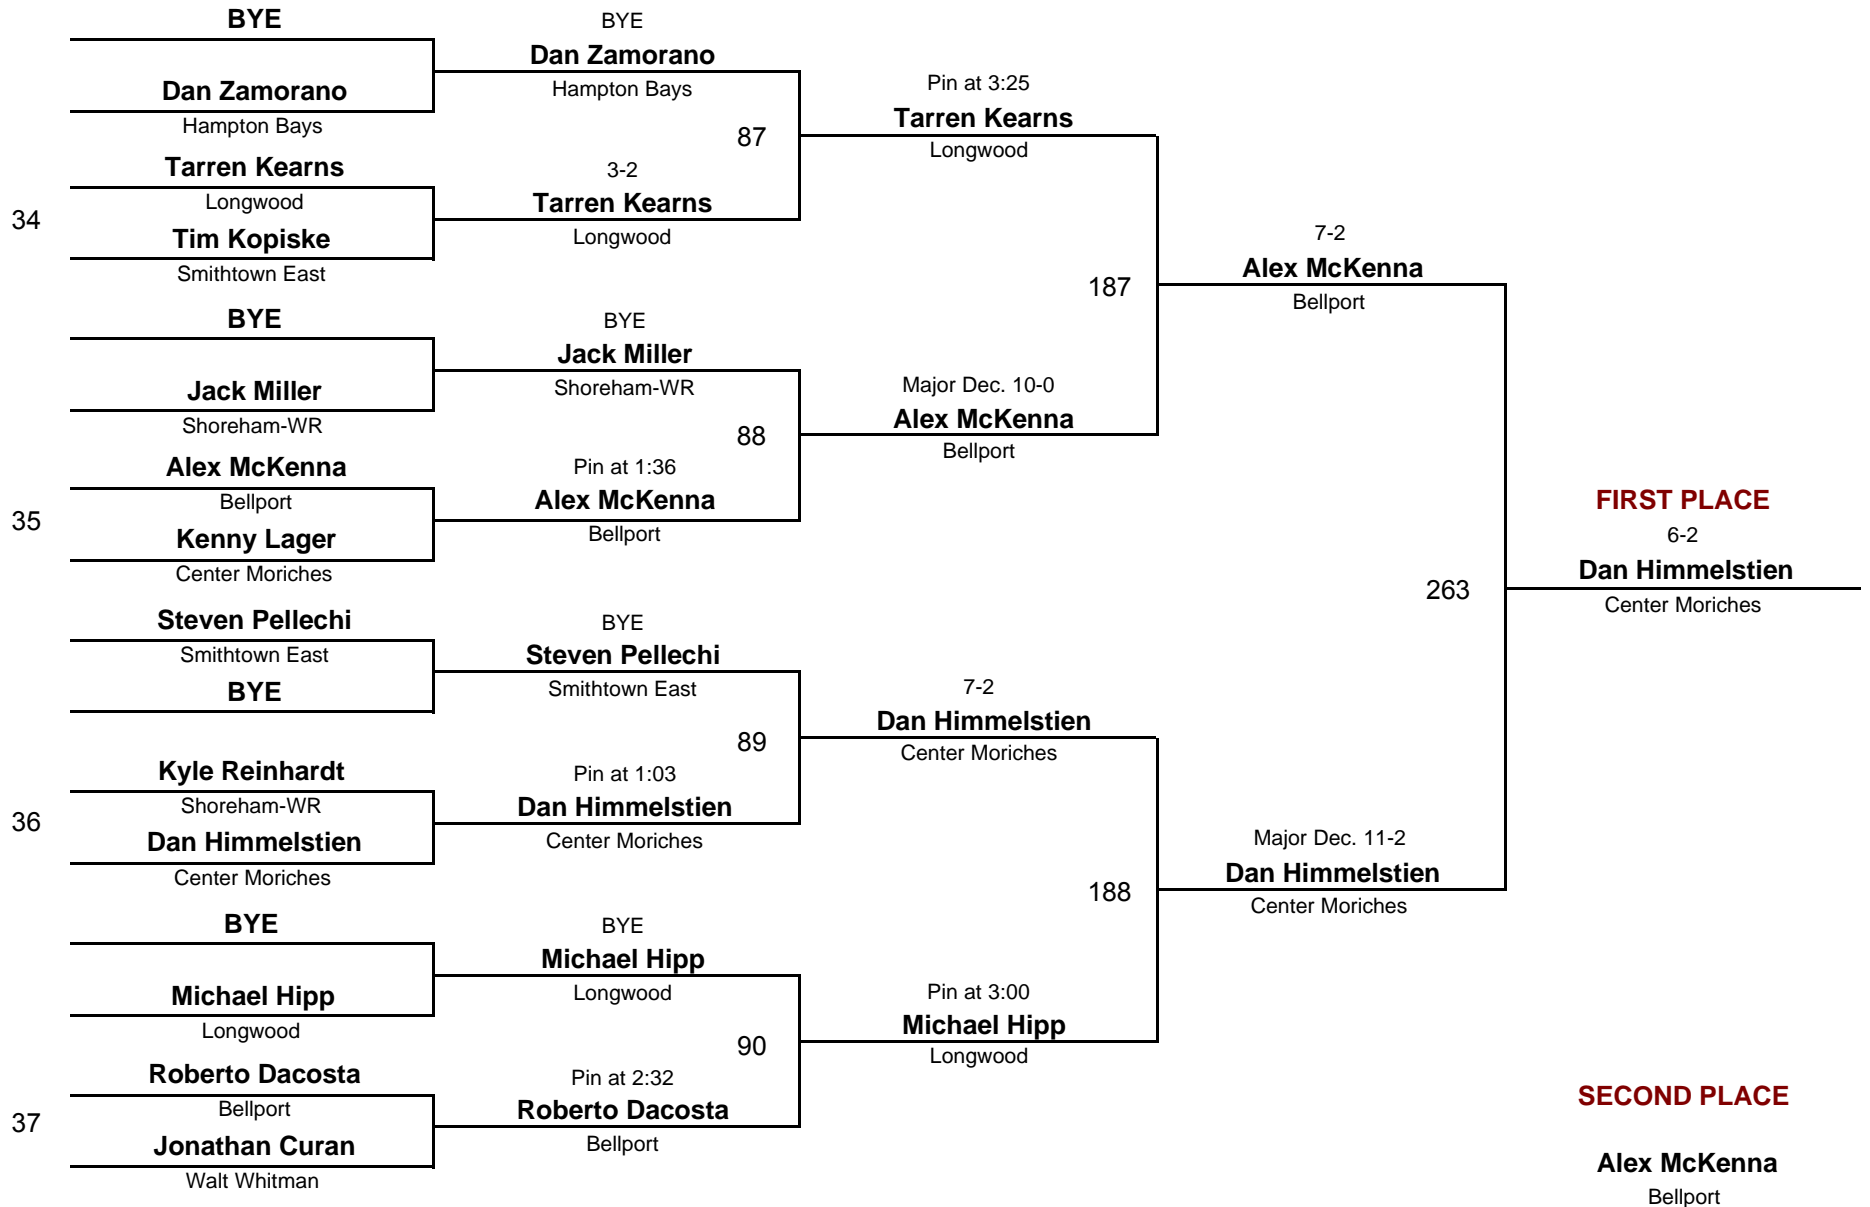 BYE
Dan Zamorano
Hampton Bays
34
Tarren Kearns
Longwood
Tim Kopiske
Smithtown East
BYE
Jack Miller
Shoreham-WR
35
Alex McKenna
Bellport
Kenny Lager
Center Moriches
Steven Pellechi
Smithtown East
BYE
36
Kyle Reinhardt
Shoreham-WR
Dan Himmelstien
Center Moriches
BYE
Michael Hipp
Longwood
37
Roberto Dacosta
Bellport
Jonathan Curan
Walt Whitman
BYE
Dan Zamorano
Hampton Bays
87
3-2
Tarren Kearns
Longwood
BYE
Jack Miller
Shoreham-WR
88
Pin at 1:36
Alex McKenna
Bellport
BYE
Steven Pellechi
Smithtown East
89
Pin at 1:03
Dan Himmelstien
Center Moriches
BYE
Michael Hipp
Longwood
90
Pin at 2:32
Roberto Dacosta
Bellport
Pin at 3:25
Tarren Kearns
Longwood
187
Major Dec. 10-0
Alex McKenna
Bellport
7-2
Dan Himmelstien
Center Moriches
188
Pin at 3:00
Michael Hipp
Longwood
7-2
Alex McKenna
Bellport
263
Major Dec. 11-2
Dan Himmelstien
Center Moriches
FIRST PLACE
6-2
Dan Himmelstien
Center Moriches
SECOND PLACE
Alex McKenna
Bellport